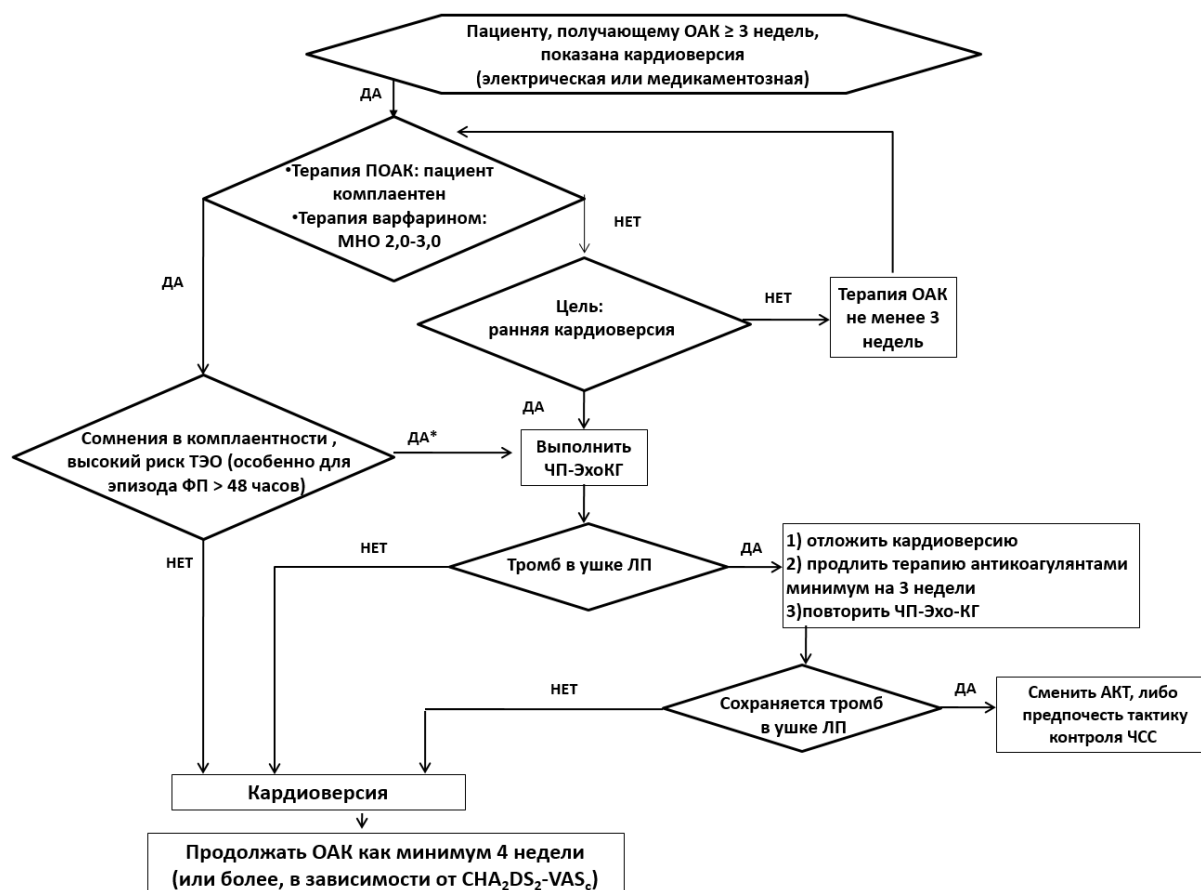 Пациенту, получающему ОАК ≥ 3 недель,
показана кардиоверсия
(электрическая или медикаментозная)
ДА
•Терапия ПОАК: пациент
комплаентен
•Терапия варфарином:
МНО 2,0-3,0
НЕТ
ДА
Цель:
ранняя кардиоверсия
НЕТ
Терапия ОАК
не менее 3
недель
ДА
Сомнения в комплаентности ,
высокий риск ТЭО (особенно для
эпизода ФП > 48 часов)
ДА*
Выполнить
ЧП-ЭхоКГ
НЕТ
НЕТ
Тромб в ушке ЛП
ДА
1) отложить кардиоверсию
2) продлить терапию антикоагулянтами
минимум на 3 недели
3)повторить ЧП-Эхо-КГ
НЕТ
Сохраняется тромб
в ушке ЛП
ДА
Сменить АКТ, либо
предпочесть тактику
контроля ЧСС
Кардиоверсия
Продолжать ОАК как минимум 4 недели
(или более, в зависимости от CHA₂DS₂-VASc)